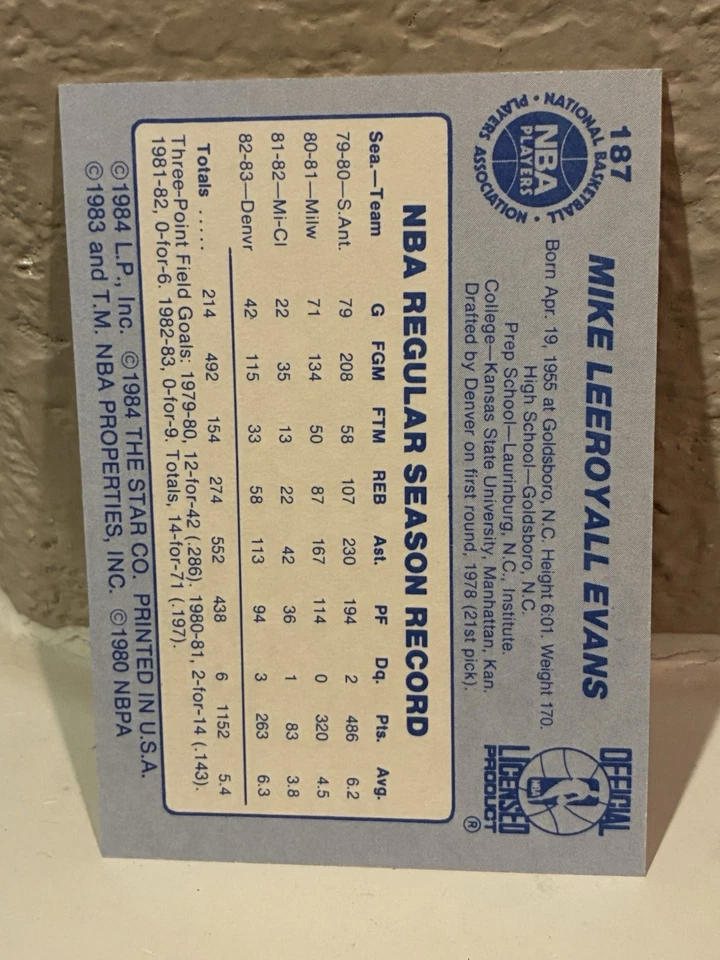 187
NATIONAL BASKETBALL PLAYERS ASSOCIATION •
NBA
PLAYERS
MIKE LEEROYALL EVANS
Born Apr. 19, 1955 at Goldsboro, N.C. Height 6:01. Weight 170.
High School—Goldsboro, N.C.
Prep School—Laurinburg, N.C., Institute.
College—Kansas State University, Manhattan, Kan.
Drafted by Denver on first round, 1978 (21st pick).
OFFICIAL
NBA
LICENSED
PRODUCT
®
NBA REGULAR SEASON RECORD
Sea.—Team G FGM FTM REB Ast. PF Dq. Pts. Avg.
79-80—S.Ant. 79 208 58 107 230 194 2 486 6.2
80-81—Milw 71 134 50 87 167 114 0 320 4.5
81-82—Mi-Cl 22 35 13 22 42 36 1 83 3.8
82-83—Denvr 42 115 33 58 113 94 3 263 6.3
Totals ..... 214 492 154 274 552 438 6 1152 5.4
Three-Point Field Goals: 1979-80, 12-for-42 (.286). 1980-81, 2-for-14 (.143).
1981-82, 0-for-6. 1982-83, 0-for-9. Totals, 14-for-71 (.197).
©1984 L.P., Inc. ©1984 THE STAR CO. PRINTED IN U.S.A.
©1983 and T.M. NBA PROPERTIES, INC. ©1980 NBPA